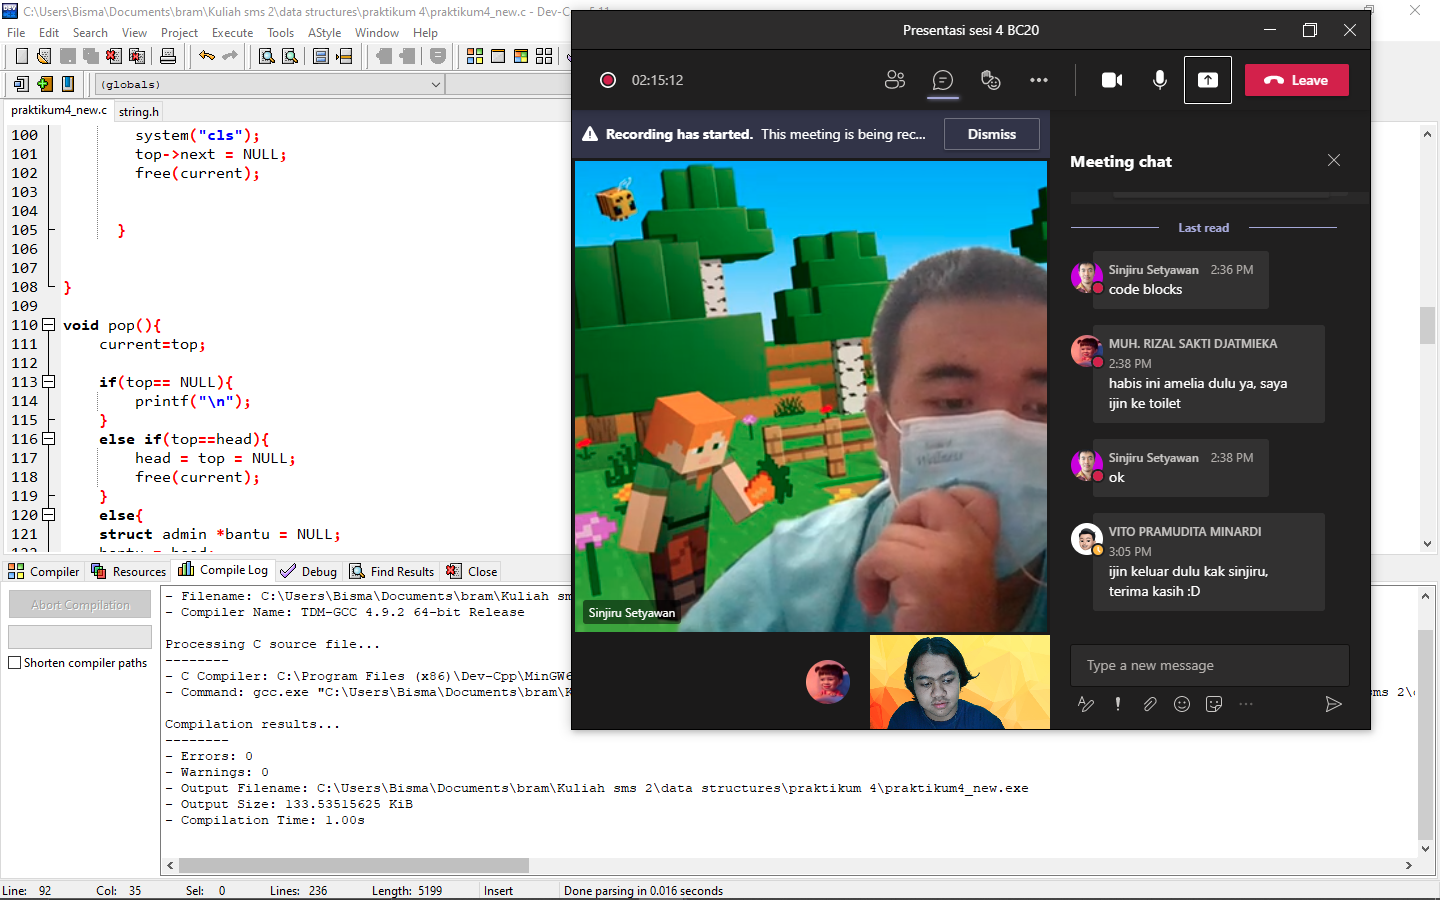 C:\Users\Bisma\Documents\bram\Kuliah sms 2\data structures\praktikum 4\praktikum4_new.c - Dev-C
File Edit Search View Project Execute Tools AStyle Window Help
(globals)
praktikum4_new.c string.h
100 system("cls");
101 top->next = NULL;
102 free(current);
103
104
105 }
106
107
108 }
109
110 void pop(){
111 current=top;
112
113 if(top== NULL){
114 printf("\n");
115 }
116 else if(top==head){
117 head = top = NULL;
118 free(current);
119 }
120 else{
121 struct admin *bantu = NULL;
Compiler Resources Compile Log Debug Find Results Close
Abort Compilation
Shorten compiler paths
- Filename: C:\Users\Bisma\Documents\bram\Kuliah sm
- Compiler Name: TDM-GCC 4.9.2 64-bit Release
Processing C source file...
--------
- C Compiler: C:\Program Files (x86)\Dev-Cpp\MinGW6
- Command: gcc.exe "C:\Users\Bisma\Documents\bram\K
sms 2\
Compilation results...
--------
- Errors: 0
- Warnings: 0
- Output Filename: C:\Users\Bisma\Documents\bram\Kuliah sms 2\data structures\praktikum 4\praktikum4_new.exe
- Output Size: 133.53515625 KiB
- Compilation Time: 1.00s
Line: 92 Col: 35 Sel: 0 Lines: 236 Length: 5199 Insert Done parsing in 0.016 seconds
Presentasi sesi 4 BC20
02:15:12
Leave
Recording has started. This meeting is being rec...
Dismiss
Sinjiru Setyawan
Meeting chat
Last read
Sinjiru Setyawan 2:36 PM
code blocks
MUH. RIZAL SAKTI DJATMIEKA
2:38 PM
habis ini amelia dulu ya, saya
ijin ke toilet
Sinjiru Setyawan 2:38 PM
ok
VITO PRAMUDITA MINARDI
3:05 PM
ijin keluar dulu kak sinjiru,
terima kasih :D
Type a new message